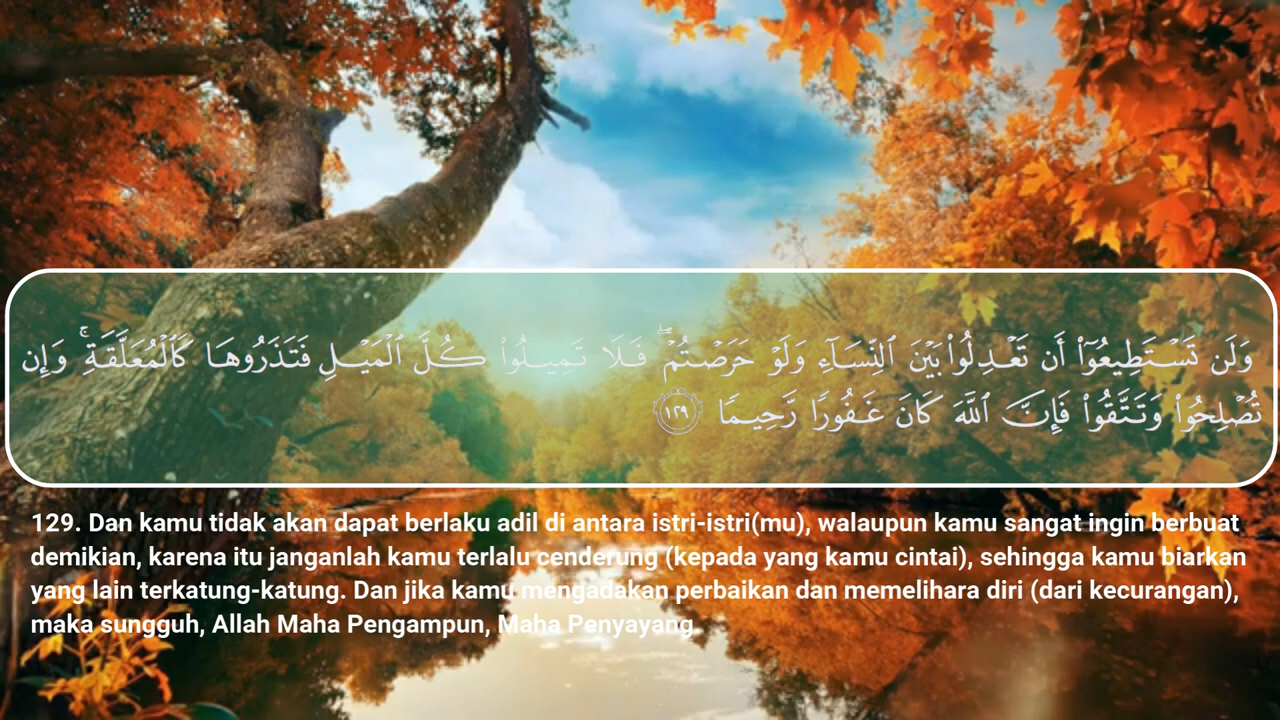 وَلَن تَسْتَطِيعُوٓا۟ أَن تَعْدِلُوا۟ بَيْنَ ٱلنِّسَآءِ وَلَوْ حَرَصْتُمْ ۖ فَلَا تَمِيلُوا۟ كُلَّ ٱلْمَيْلِ فَتَذَرُوهَا كَٱلْمُعَلَّقَةِ ۚ وَإِن
تُصْلِحُوا۟ وَتَتَّقُوا۟ فَإِنَّ ٱللَّهَ كَانَ غَفُورًا رَّحِيمًا ١٢٩
129. Dan kamu tidak akan dapat berlaku adil di antara istri-istri(mu), walaupun kamu sangat ingin berbuat
demikian, karena itu janganlah kamu terlalu cenderung (kepada yang kamu cintai), sehingga kamu biarkan
yang lain terkatung-katung. Dan jika kamu mengadakan perbaikan dan memelihara diri (dari kecurangan),
maka sungguh, Allah Maha Pengampun, Maha Penyayang.